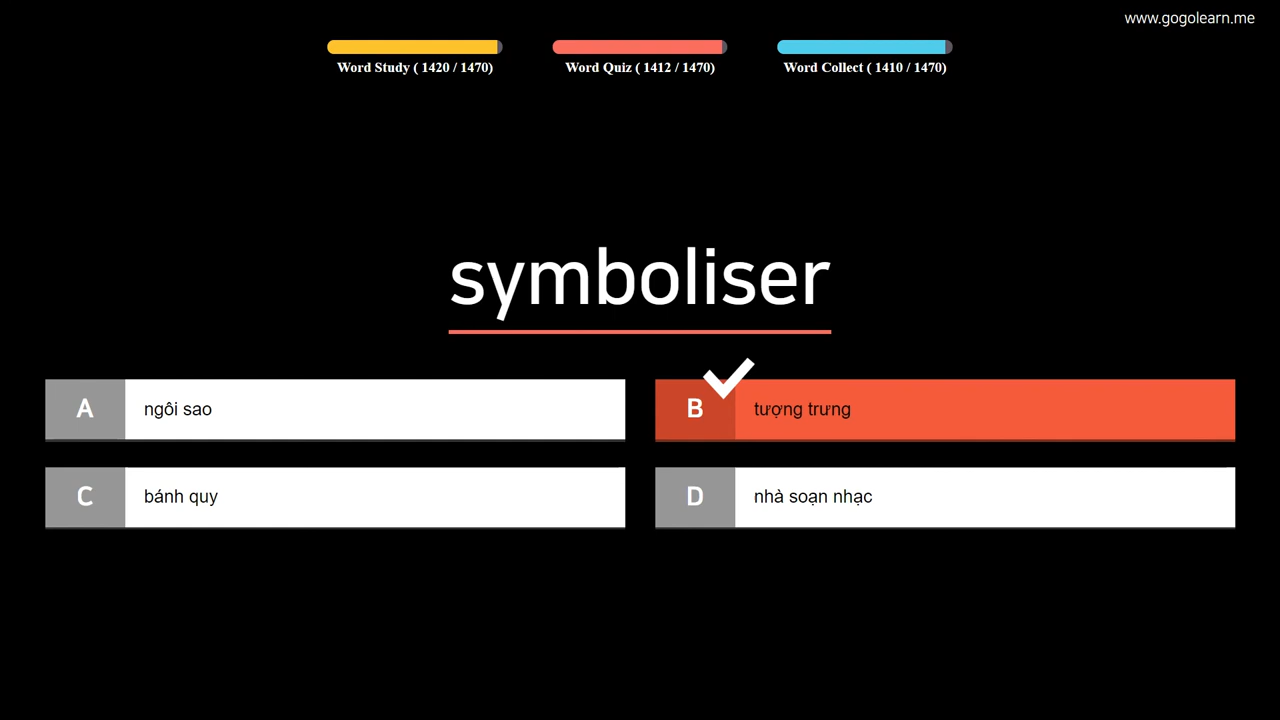 www.gogolearn.me
Word Study ( 1420 / 1470)
Word Quiz ( 1412 / 1470)
Word Collect ( 1410 / 1470)
symboliser
A ngôi sao
B tượng trưng
C bánh quy
D nhà soạn nhạc